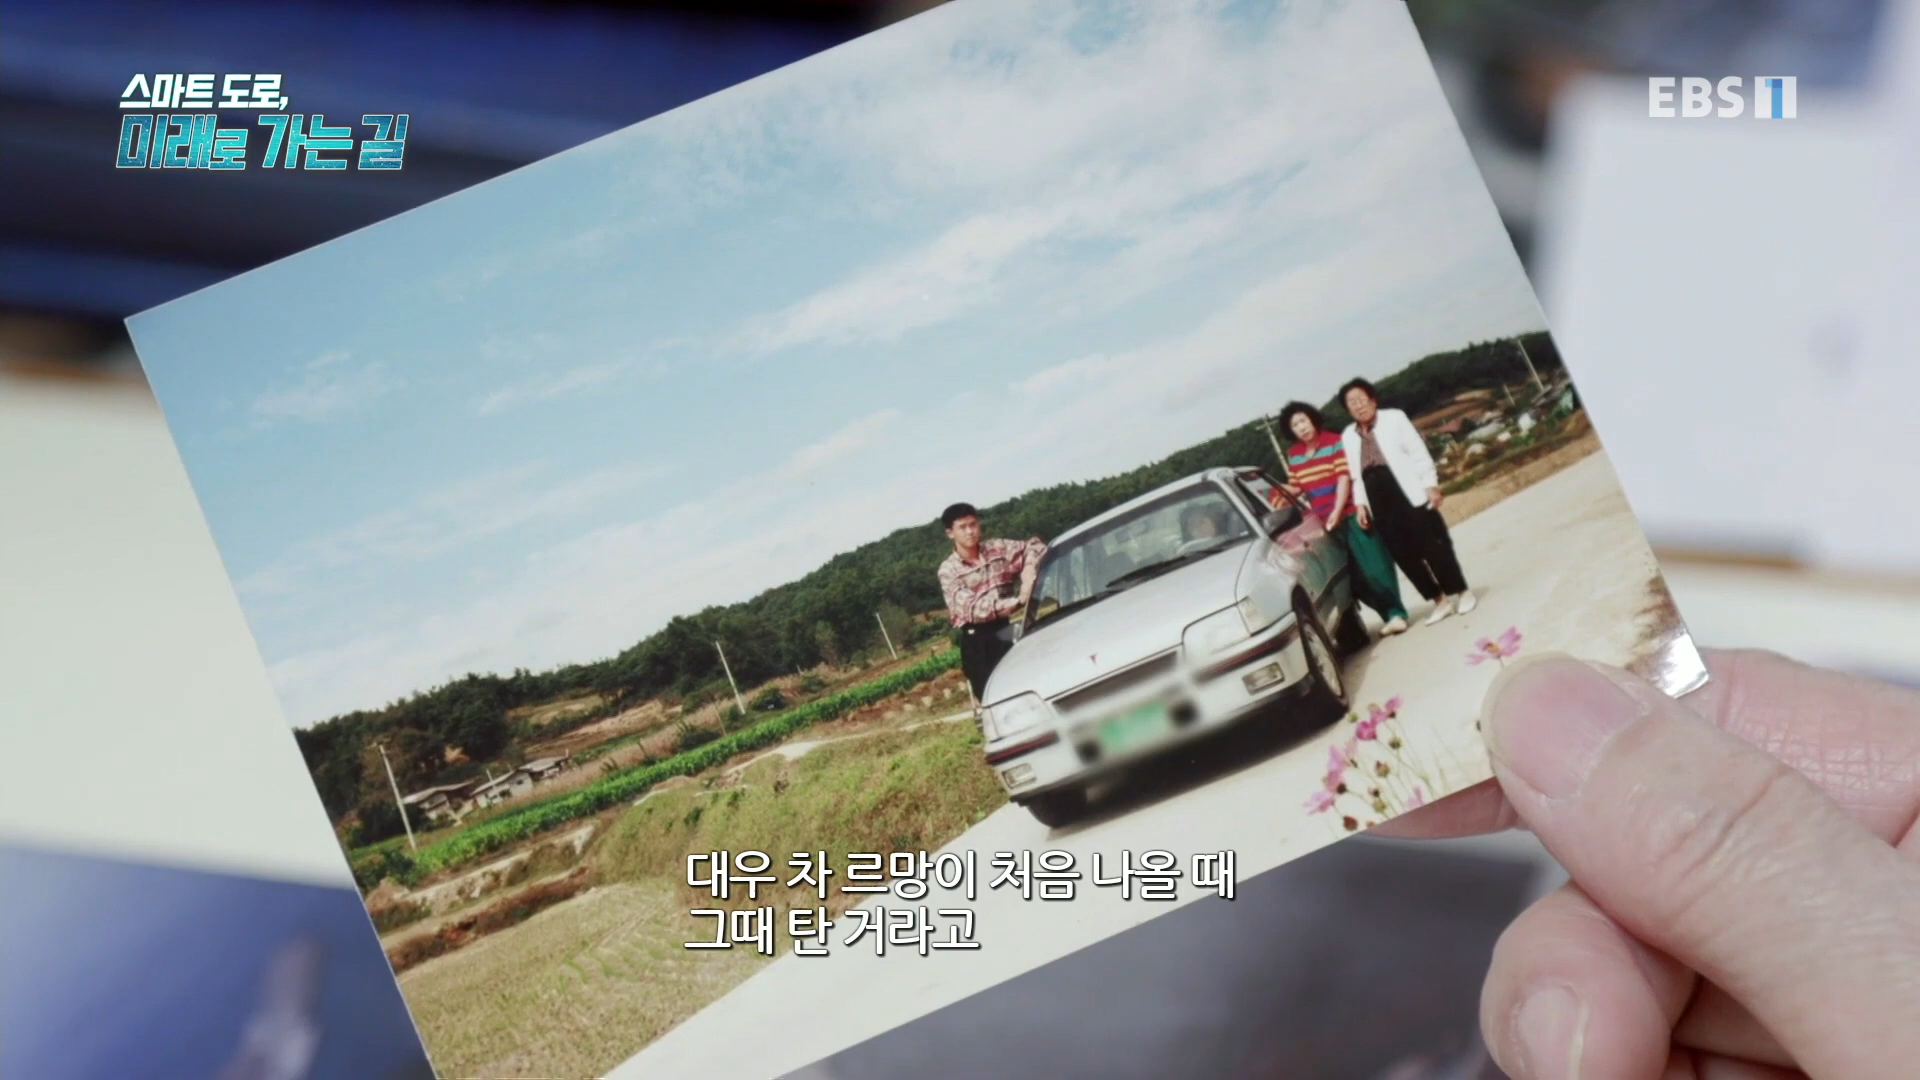 스마트 도로,
미래로 가는 길
EBS 1
대우 차 르망이 처음 나올 때
그때 탄 거라고